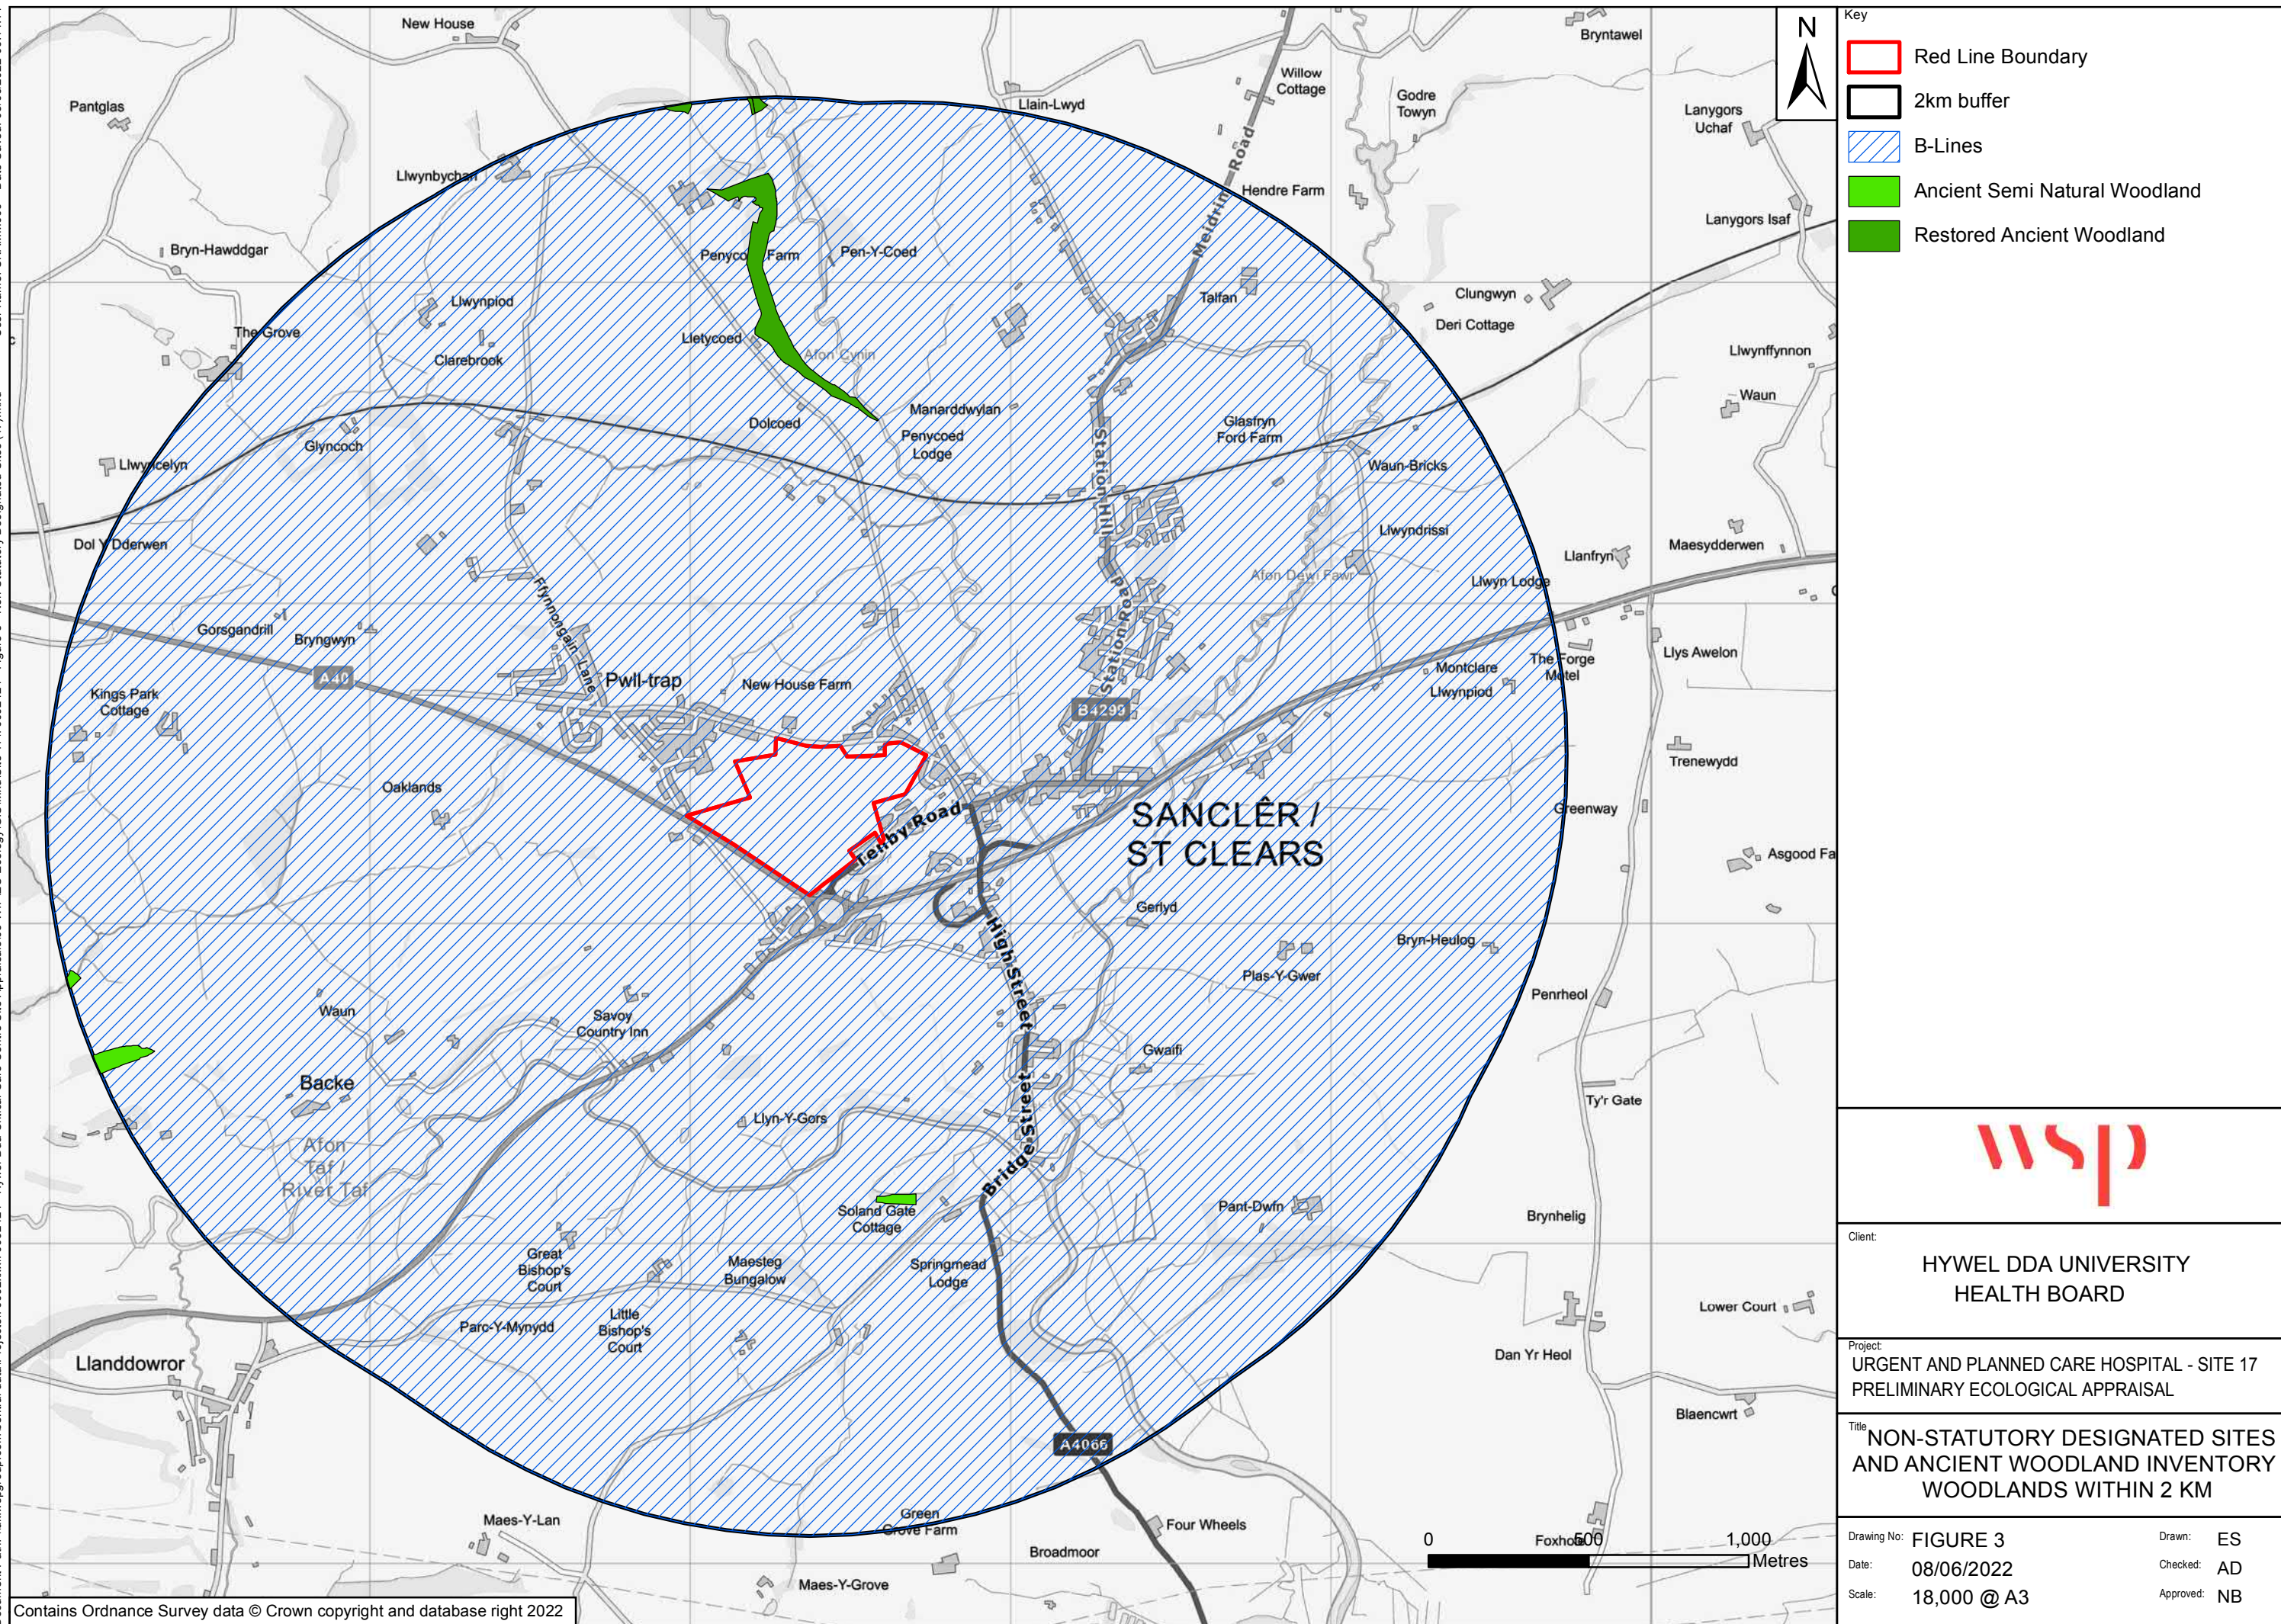 New House
Bryntawel
Willow
Cottage
Godre
Towyn
Llain-Lwyd
Pantglas
Lanygors
Uchaf
Meidrim Road
Llwynbychan
Hendre Farm
Lanygors Isaf
Bryn-Hawddgar
Pen-Y-Coed
Talfan
Clungwyn
Deri Cottage
Llwynpiod
The Grove
Clarebrook
Lletycoed
Afon Cynin
Llwynffynnon
Waun
Dolcoed
Manarddwylan
Penycoed
Lodge
Glasfryn
Ford Farm
Glyncoch
Llwyncelyn
Waun-Bricks
Station Hill
Dol Y Dderwen
Llwyndrissi
Llanfryn
Maesydderwen
Afon Dewi Fawr
Llwyn Lodge
Ffynnongain Lane
Station Road
Gorsgandrill
Bryngwyn
A40
Pwll-trap
New House Farm
Kings Park
Cottage
B4299
Montclare
Llwynpiod
The Forge
Motel
Llys Awelon
Trenewydd
Oaklands
Tenby Road
SANCLÊR /
ST CLEARS
Greenway
Asgood Fa
Gerlyd
High Street
Bryn-Heulog
Plas-Y-Gwer
Penrheol
Waun
Savoy
Country Inn
Gwaifi
Backe
Ty'r Gate
Llyn-Y-Gors
Bridge Street
Afon
Taf /
River Taf
Soland Gate
Cottage
Pant-Dwfn
Brynhelig
Great
Bishop's
Court
Maesteg
Bungalow
Springmead
Lodge
Little
Bishop's
Court
Parc-Y-Mynydd
Lower Court
Llanddowror
Dan Yr Heol
Blaencwrt
A4066
Maes-Y-Lan
Green
Grove Farm
Four Wheels
Broadmoor
Maes-Y-Grove
0 500 1,000
Metres
Contains Ordnance Survey data © Crown copyright and database right 2022
N
Key
Red Line Boundary
2km buffer
B-Lines
Ancient Semi Natural Woodland
Restored Ancient Woodland
wsp
Client:
HYWEL DDA UNIVERSITY
HEALTH BOARD
Project:
URGENT AND PLANNED CARE HOSPITAL - SITE 17
PRELIMINARY ECOLOGICAL APPRAISAL
Title
NON-STATUTORY DESIGNATED SITES
AND ANCIENT WOODLAND INVENTORY
WOODLANDS WITHIN 2 KM
Drawing No: FIGURE 3
Drawn: ES
Date: 08/06/2022
Checked: AD
Scale: 18,000 @ A3
Approved: NB